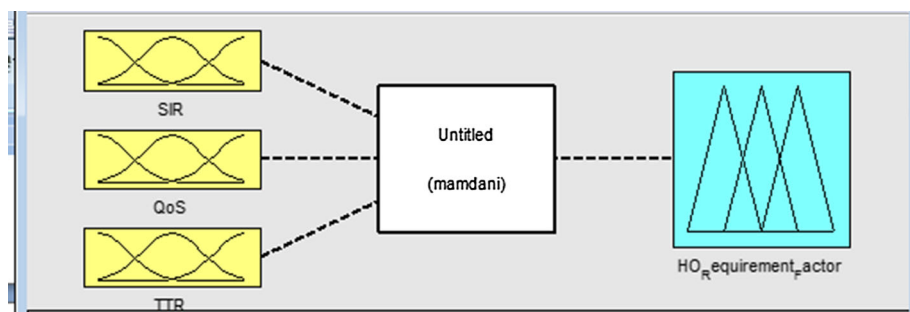 SIR
QoS
TTR
Untitled
(mamdani)
HO_Requirement_Factor